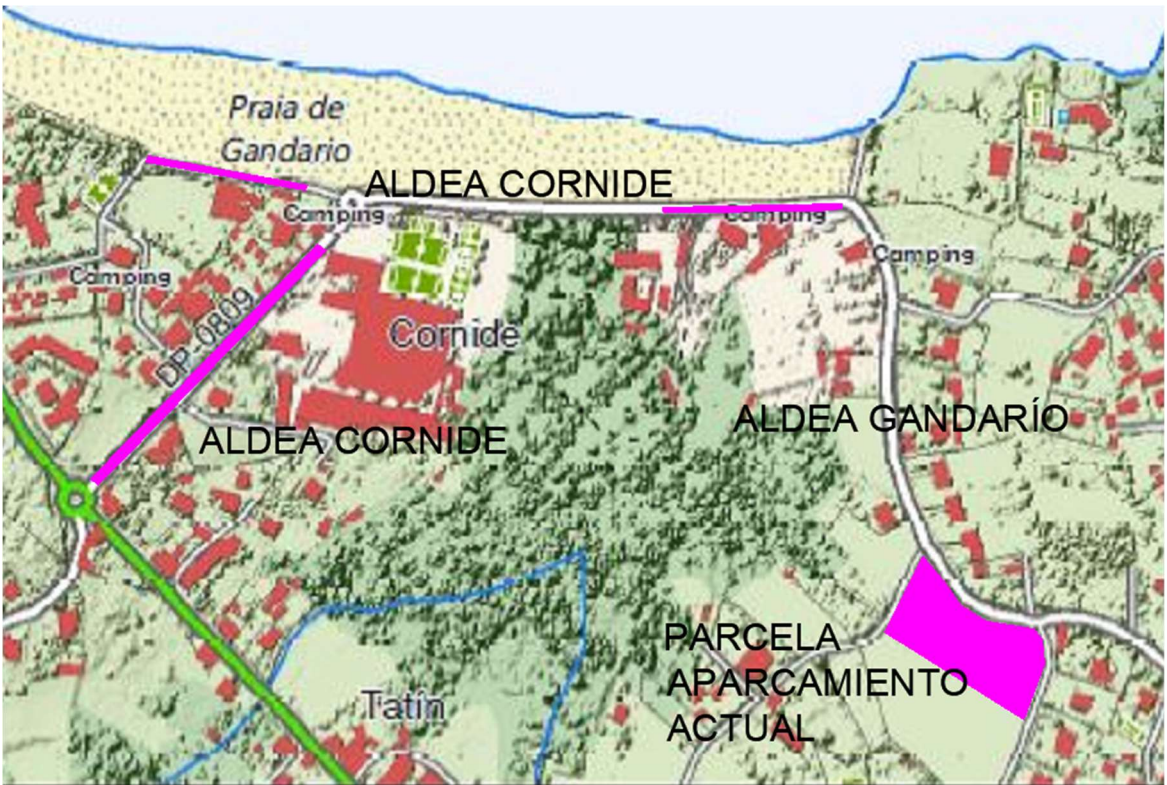 Praia de
Gandario
ALDEA CORNIDE
Camping
Camping
Camping
Camping
DP-0809
Cornide
ALDEA CORNIDE
ALDEA GANDARÍO
PARCELA
APARCAMIENTO
ACTUAL
Tatín